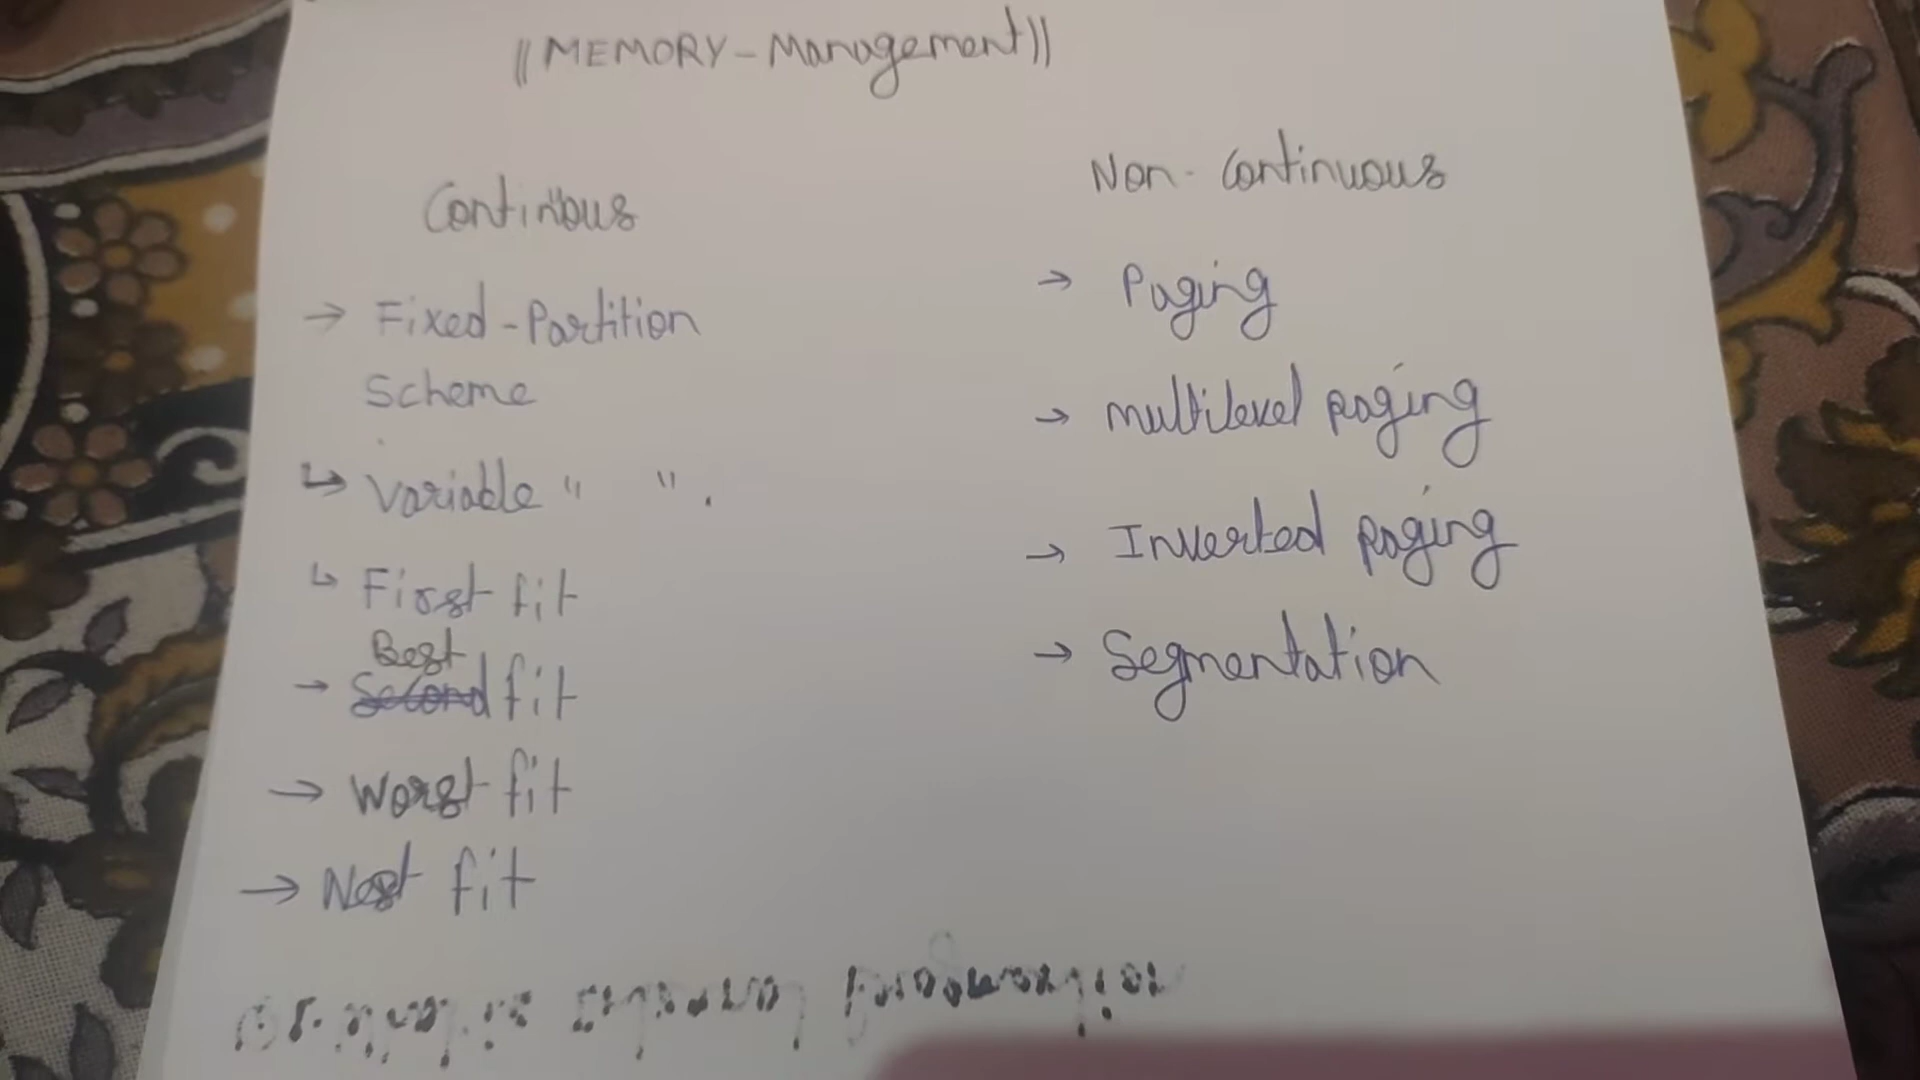 ||MEMORY-Management||
Continuous
→ Fixed-Partition
Scheme
↳ Variable " ".
↳ First fit
Best
→ Second fit
→ Worst fit
→ Next fit
Non-Continuous
→ Paging
→ multilevel paging
→ Inverted paging
→ Segmentation